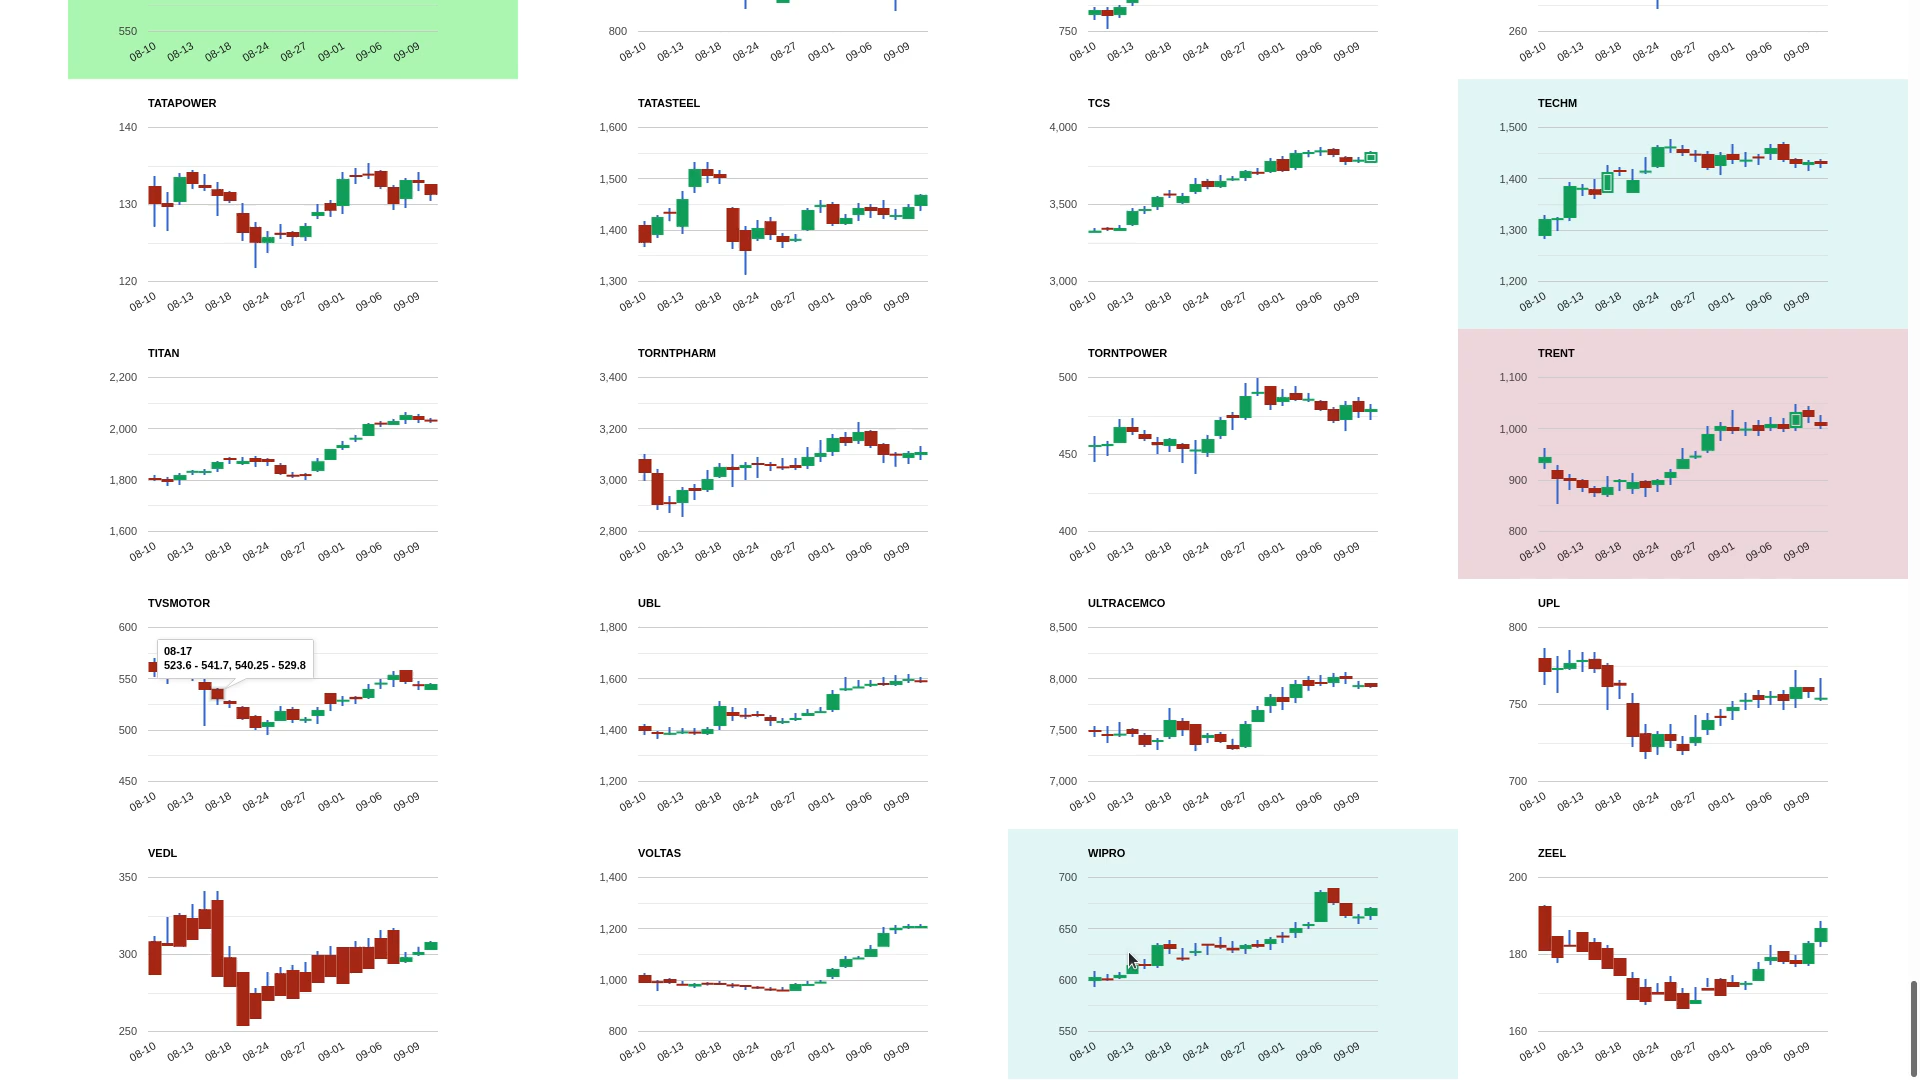 550
08-10 08-13 08-18 08-24 08-27 09-01 09-06 09-09
800
08-10 08-13 08-18 08-24 08-27 09-01 09-06 09-09
750
08-10 08-13 08-18 08-24 08-27 09-01 09-06 09-09
260
08-10 08-13 08-18 08-24 08-27 09-01 09-06 09-09
TATAPOWER
140
130
120
08-10 08-13 08-18 08-24 08-27 09-01 09-06 09-09
TATASTEEL
1,600
1,500
1,400
1,300
08-10 08-13 08-18 08-24 08-27 09-01 09-06 09-09
TCS
4,000
3,500
3,000
08-10 08-13 08-18 08-24 08-27 09-01 09-06 09-09
TECHM
1,500
1,400
1,300
1,200
08-10 08-13 08-18 08-24 08-27 09-01 09-06 09-09
TITAN
2,200
2,000
1,800
1,600
08-10 08-13 08-18 08-24 08-27 09-01 09-06 09-09
TORNTPHARM
3,400
3,200
3,000
2,800
08-10 08-13 08-18 08-24 08-27 09-01 09-06 09-09
TORNTPOWER
500
450
400
08-10 08-13 08-18 08-24 08-27 09-01 09-06 09-09
TRENT
1,100
1,000
900
800
08-10 08-13 08-18 08-24 08-27 09-01 09-06 09-09
TVSMOTOR
600
08-17
523.6 - 541.7, 540.25 - 529.8
550
500
450
08-10 08-13 08-18 08-24 08-27 09-01 09-06 09-09
UBL
1,800
1,600
1,400
1,200
08-10 08-13 08-18 08-24 08-27 09-01 09-06 09-09
ULTRACEMCO
8,500
8,000
7,500
7,000
08-10 08-13 08-18 08-24 08-27 09-01 09-06 09-09
UPL
800
750
700
08-10 08-13 08-18 08-24 08-27 09-01 09-06 09-09
VEDL
350
300
250
08-10 08-13 08-18 08-24 08-27 09-01 09-06 09-09
VOLTAS
1,400
1,200
1,000
800
08-10 08-13 08-18 08-24 08-27 09-01 09-06 09-09
WIPRO
700
650
600
550
08-10 08-13 08-18 08-24 08-27 09-01 09-06 09-09
ZEEL
200
180
160
08-10 08-13 08-18 08-24 08-27 09-01 09-06 09-09